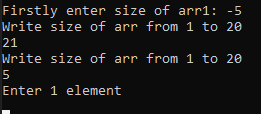 Firstly enter size of arr1: -5
Write size of arr from 1 to 20
21
Write size of arr from 1 to 20
5
Enter 1 element